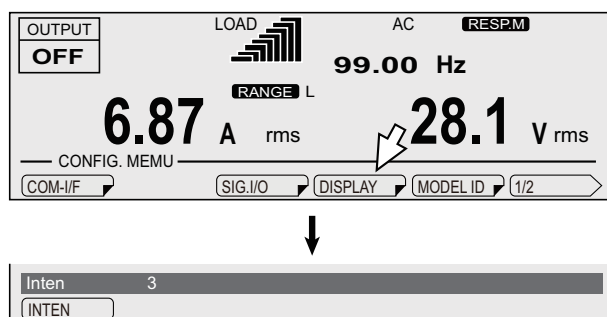 OUTPUT
OFF
LOAD
AC
RESP.M
99.00 Hz
RANGE L
6.87 A rms
28.1 V rms
CONFIG. MEMU
COM-I/F
SIG.I/O
DISPLAY
MODEL ID
1/2
Inten 3
INTEN